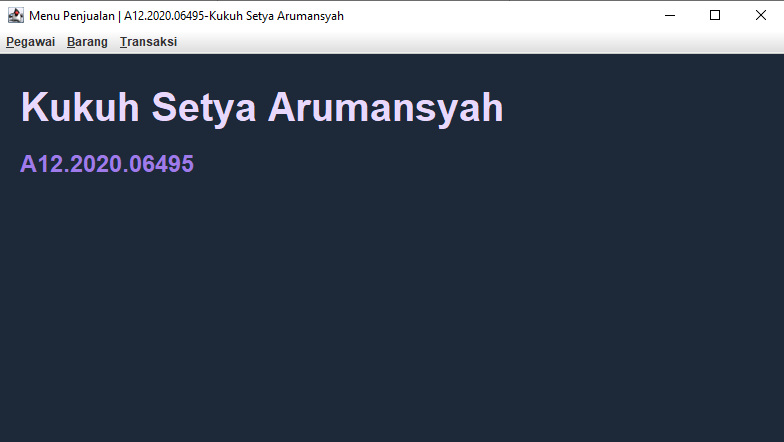 Menu Penjualan | A12.2020.06495-Kukuh Setya Arumansyah
Pegawai Barang Transaksi
Kukuh Setya Arumansyah
A12.2020.06495